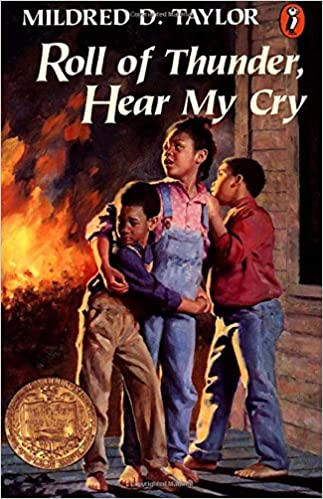 MILDRED D. TAYLOR
Roll of Thunder,
Hear My Cry